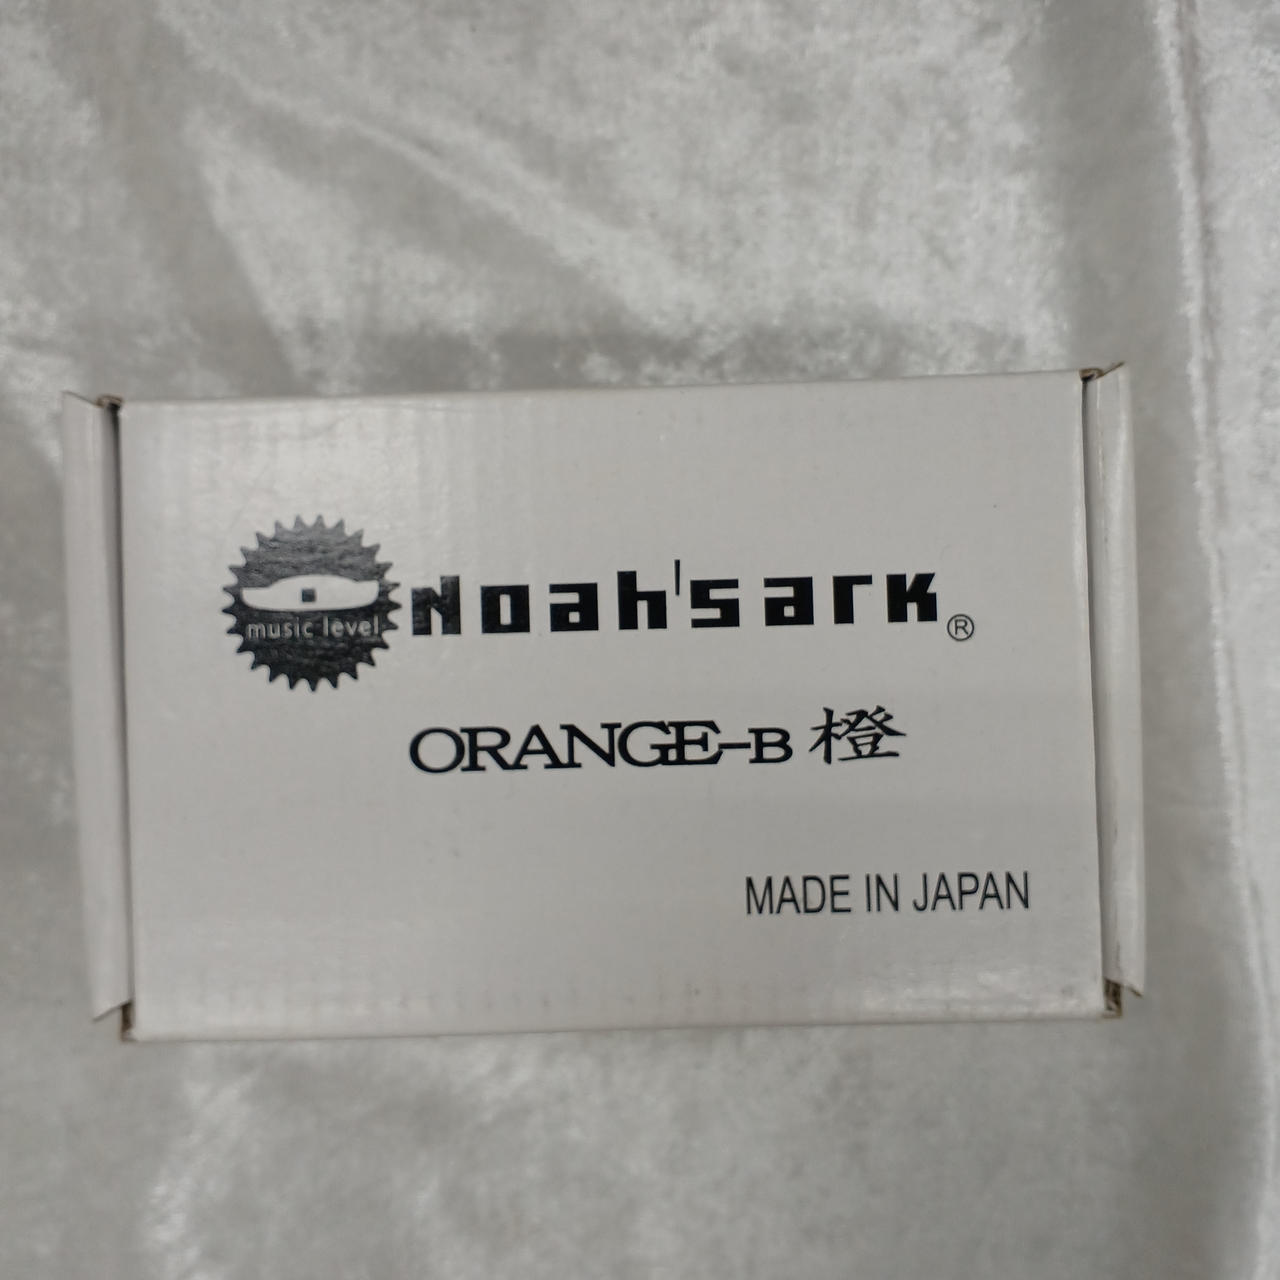 music level
Noah'sark®
ORANGE-B 橙
MADE IN JAPAN